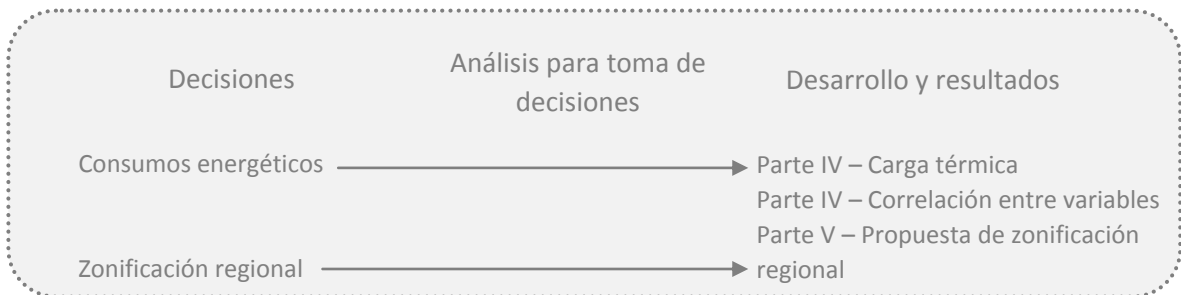 Decisiones
Análisis para toma de
decisiones
Desarrollo y resultados
Consumos energéticos
Parte IV – Carga térmica
Parte IV – Correlación entre variables
Parte V – Propuesta de zonificación
regional
Zonificación regional